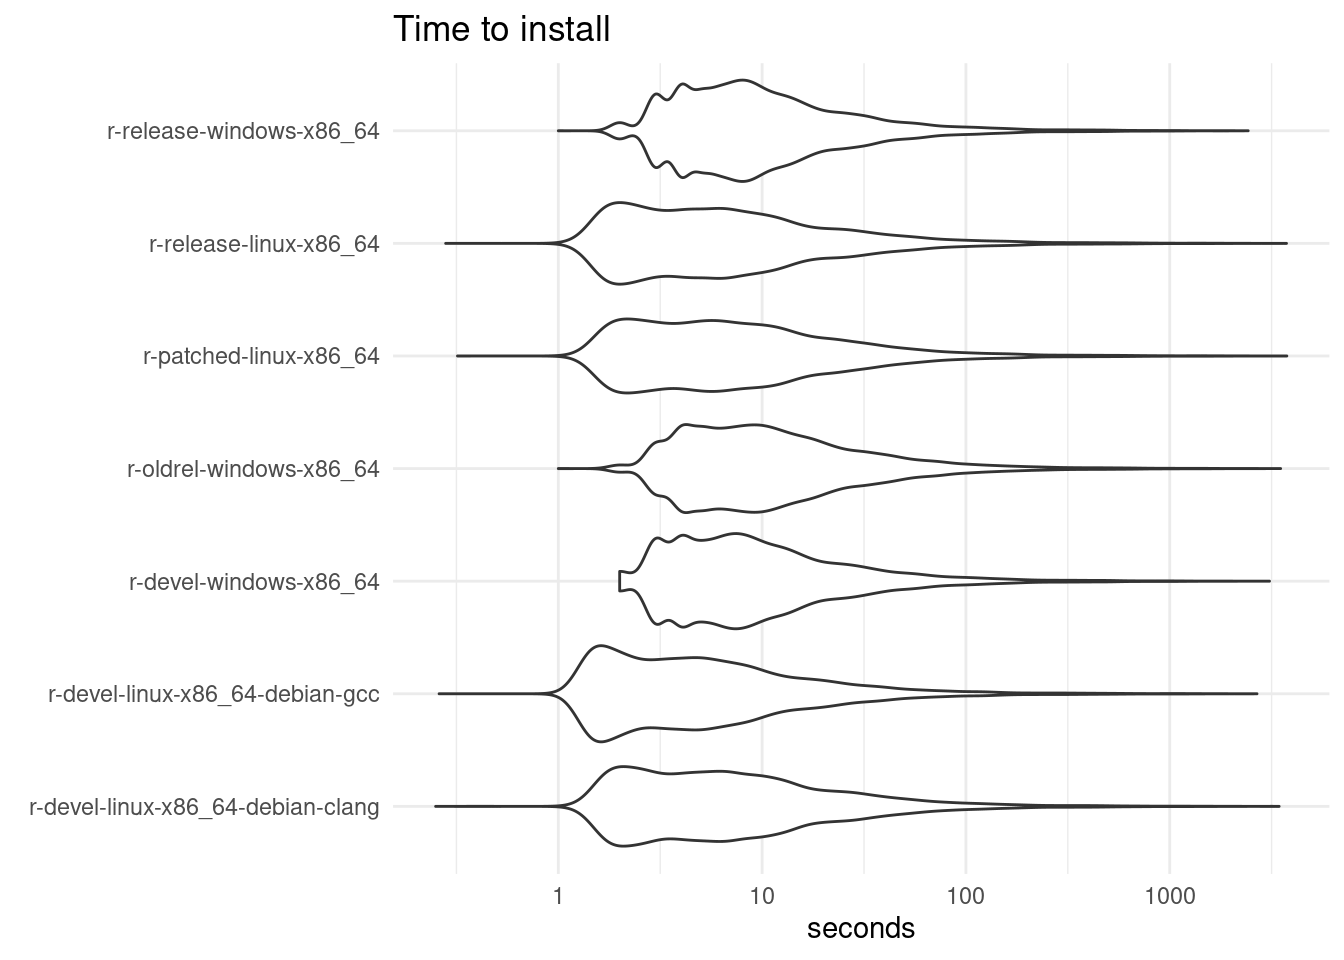 Time to install
r-release-windows-x86_64
r-release-linux-x86_64
r-patched-linux-x86_64
r-oldrel-windows-x86_64
r-devel-windows-x86_64
r-devel-linux-x86_64-debian-gcc
r-devel-linux-x86_64-debian-clang
1 10 100 1000
seconds